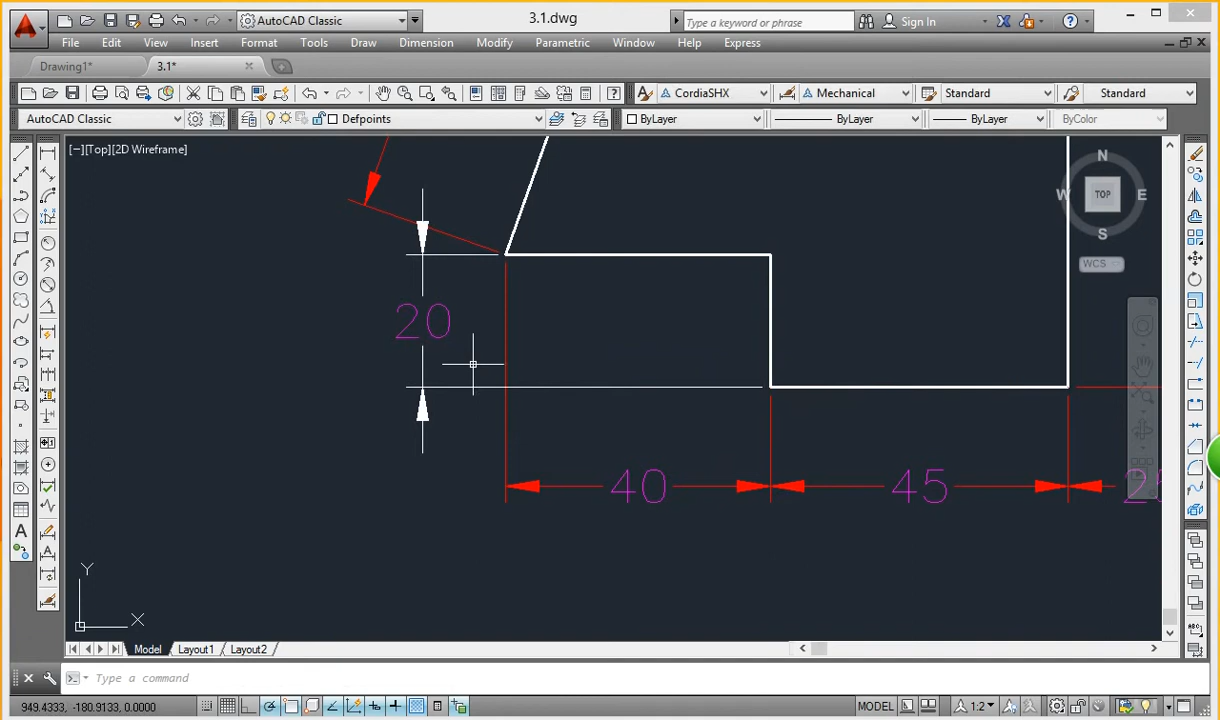 AutoCAD Classic
3.1.dwg
Type a keyword or phrase
Sign In
File Edit View Insert Format Tools Draw Dimension Modify Parametric Window Help Express
Drawing1*
3.1*
CordiaSHX
Mechanical
Standard
Standard
AutoCAD Classic
Defpoints
ByLayer
ByLayer
ByLayer
ByColor
[−][Top][2D Wireframe]
N
W
TOP
E
S
WCS
20
40
45
Y
X
Model
Layout1
Layout2
Type a command
949.4333, -180.9133, 0.0000
MODEL
1:2